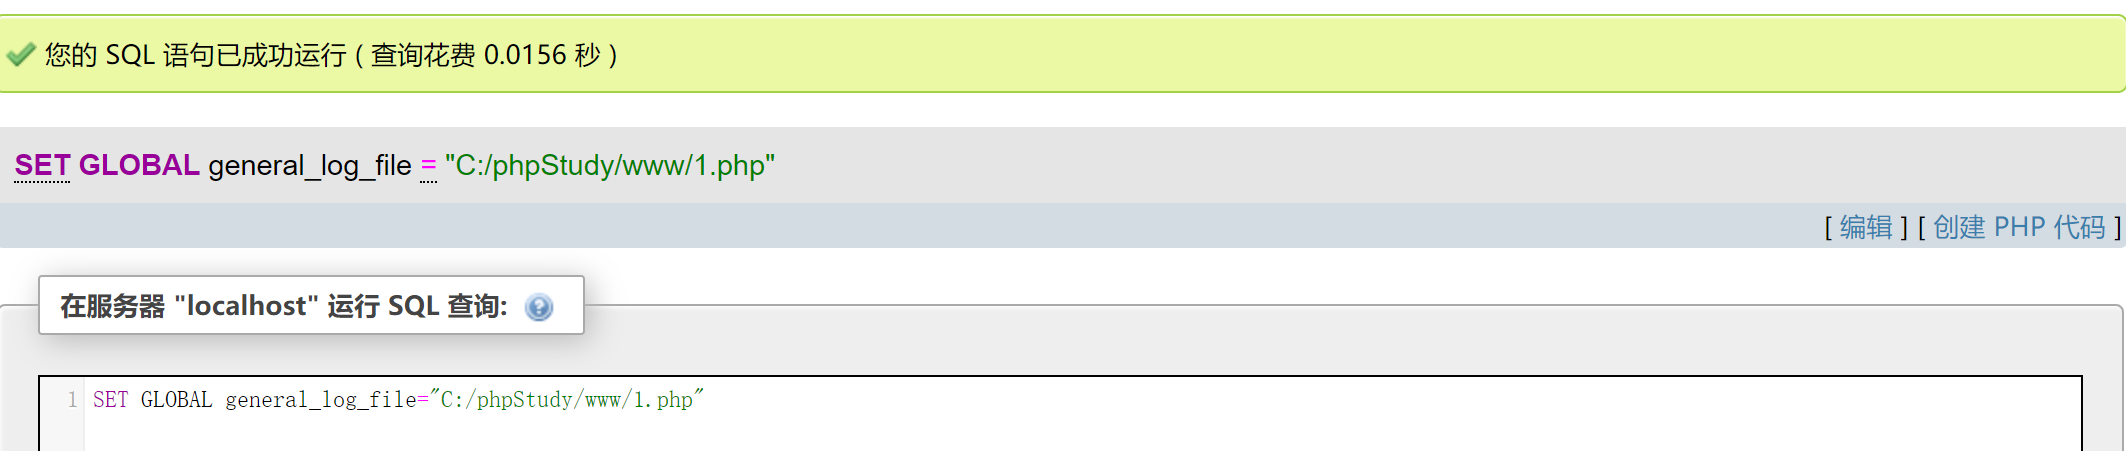 您的 SQL 语句已成功运行 ( 查询花费 0.0156 秒 )
SET GLOBAL general_log_file = "C:/phpStudy/www/1.php"
[ 编辑 ] [ 创建 PHP 代码 ]
在服务器 "localhost" 运行 SQL 查询:
1 SET GLOBAL general_log_file="C:/phpStudy/www/1.php"